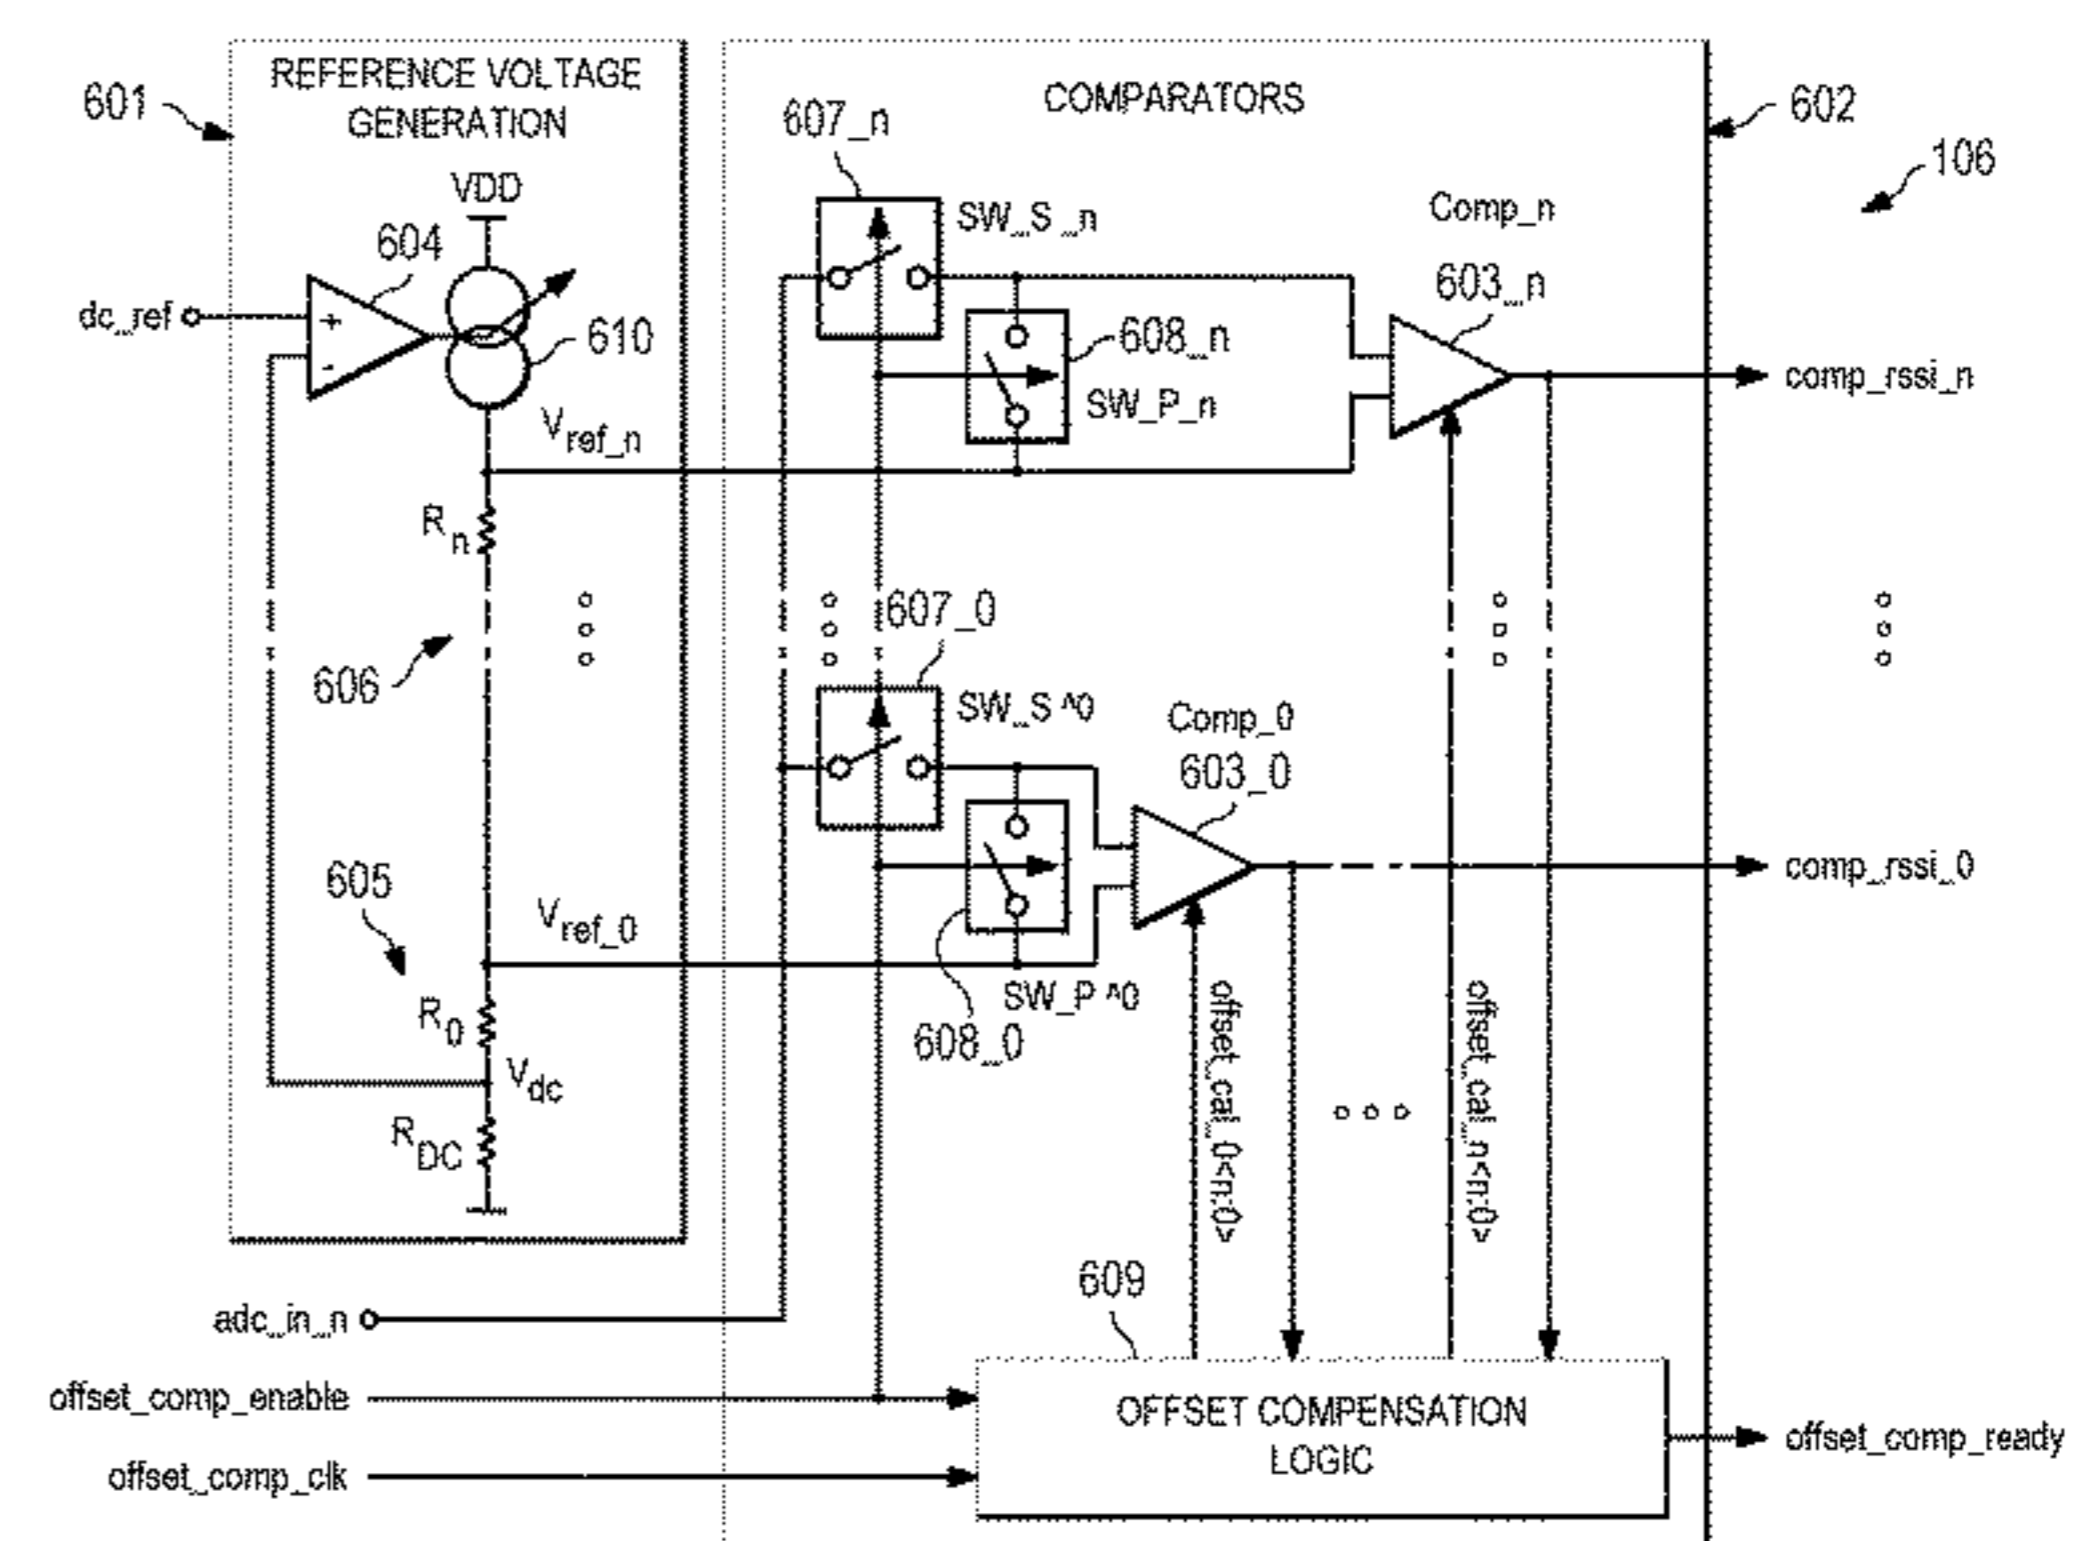 REFERENCE VOLTAGE
GENERATION
601
COMPARATORS
602
106
607_n
VDD
604
SW_S_n
Comp_n
603_n
dc_ref
+
-
610
608_n
SW_P_n
comp_rssi_n
Vref_n
Rn
607_0
606
SW_S^0
Comp_0
603_0
comp_rssi_0
605
Vref_0
SW_P^0
608_0
R0
Vdc
RDC
offset_cal_0<n:0>
offset_cal_n<n:0>
609
adc_in_n
offset_comp_enable
offset_comp_clk
OFFSET COMPENSATION
LOGIC
offset_comp_ready